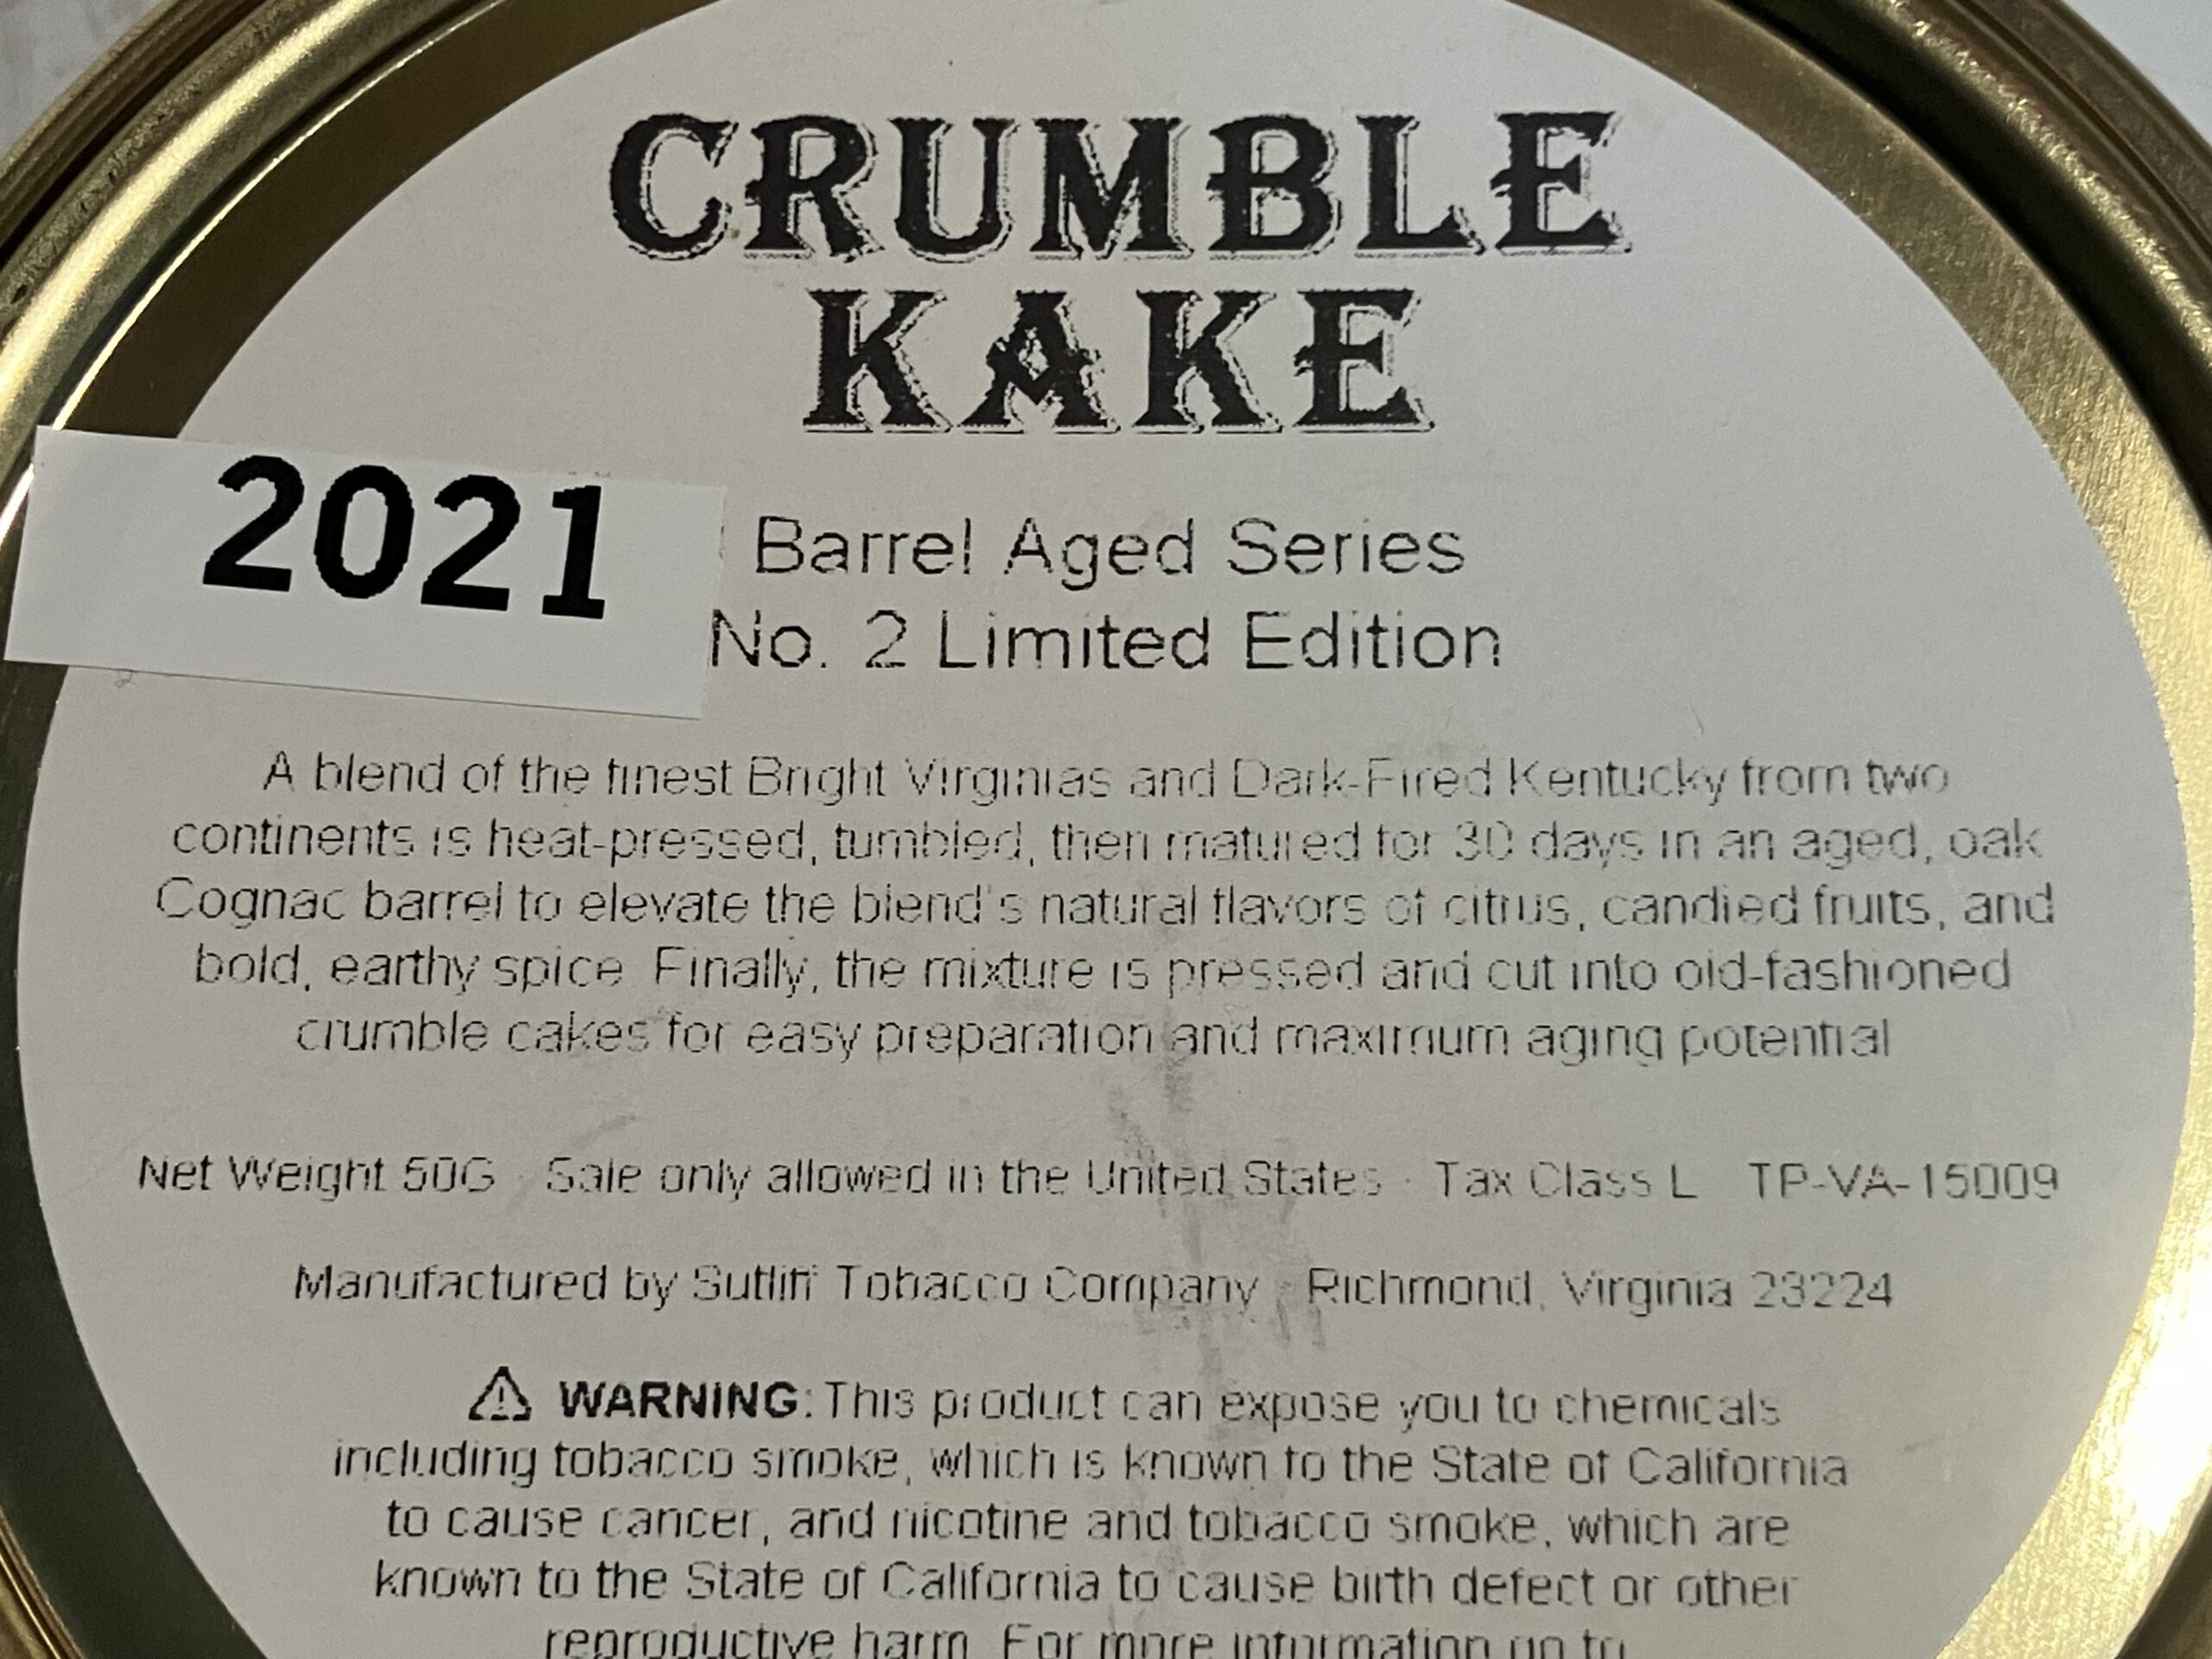 CRUMBLE
KAKE
2021
Barrel Aged Series
No. 2 Limited Edition
A blend of the finest Bright Virginias and Dark-Fired Kentucky from two
continents is heat-pressed, tumbled, then matured for 30 days in an aged, oak
Cognac barrel to elevate the blend's natural flavors of citrus, candied fruits, and
bold, earthy spice. Finally, the mixture is pressed and cut into old-fashioned
crumble cakes for easy preparation and maximum aging potential
Net Weight 50G · Sale only allowed in the United States · Tax Class L TP-VA-15009
Manufactured by Sutliff Tobacco Company · Richmond, Virginia 23224
⚠ WARNING: This product can expose you to chemicals
including tobacco smoke, which is known to the State of California
to cause cancer, and nicotine and tobacco smoke, which are
known to the State of California to cause birth defect or other
reproductive harm. For more information go to